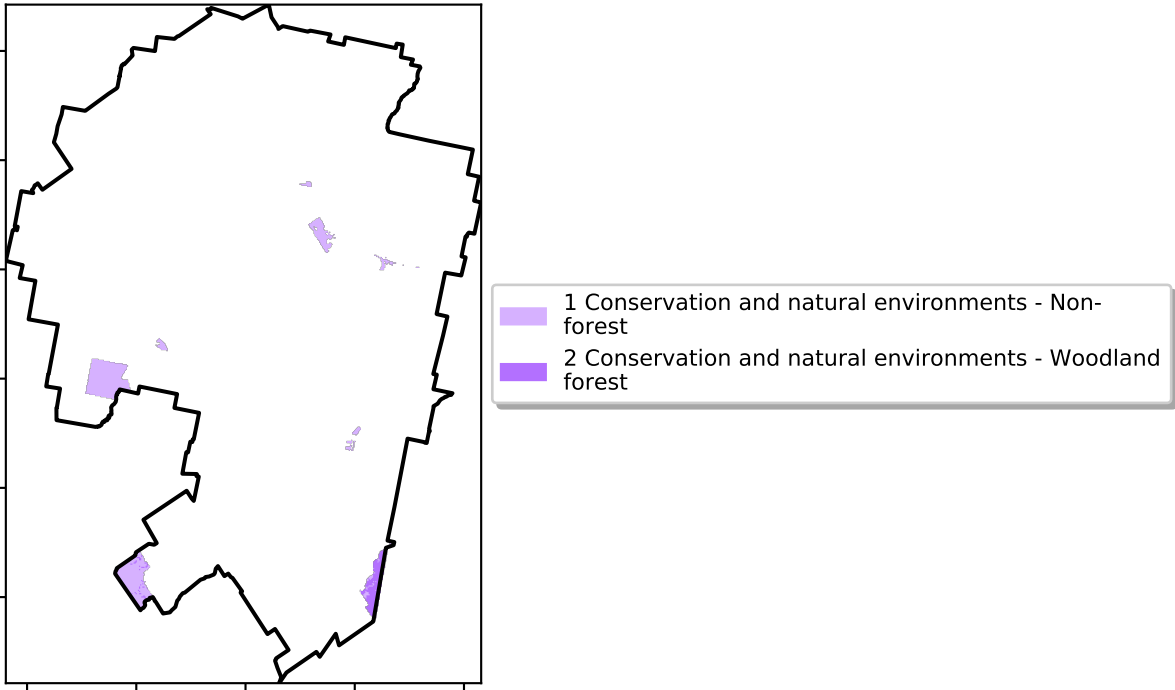 1 Conservation and natural environments - Non-
forest
2 Conservation and natural environments - Woodland
forest